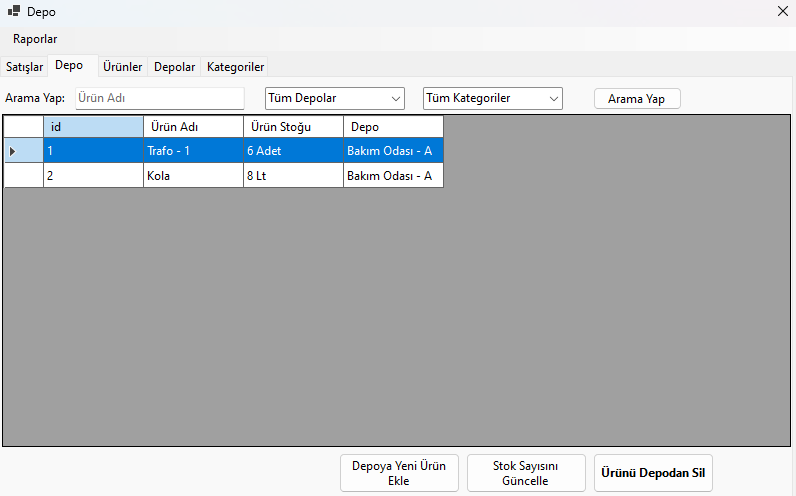 Depo
Raporlar
Satışlar Depo Ürünler Depolar Kategoriler
Arama Yap: Ürün Adı Tüm Depolar Tüm Kategoriler Arama Yap
id Ürün Adı Ürün Stoğu Depo
1 Trafo - 1 6 Adet Bakım Odası - A
2 Kola 8 Lt Bakım Odası - A
Depoya Yeni Ürün
Ekle
Stok Sayısını
Güncelle
Ürünü Depodan Sil